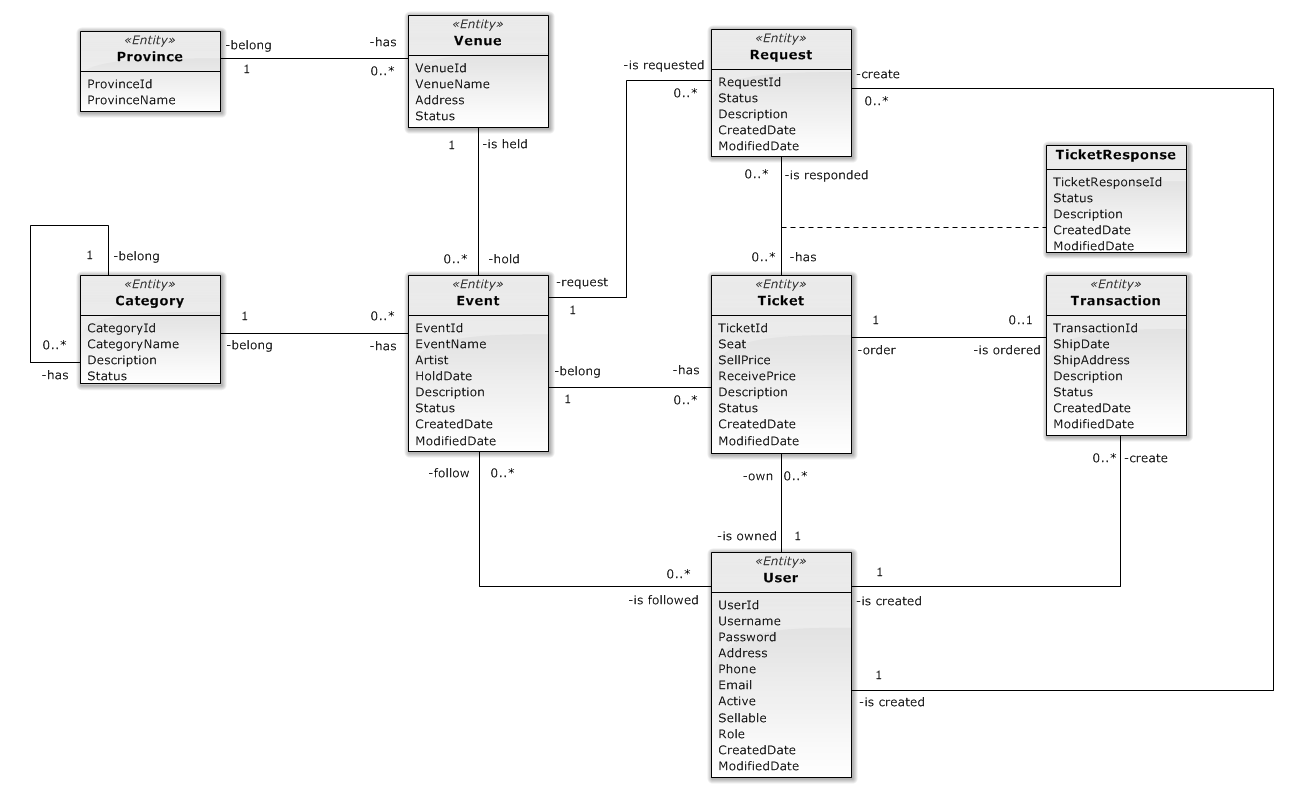 «Entity»
Province
ProvinceId
ProvinceName
-belong
1
-has
0..*
«Entity»
Venue
VenueId
VenueName
Address
Status
1
-is held
0..*
-hold
«Entity»
Request
RequestId
Status
Description
CreatedDate
ModifiedDate
-is requested
0..*
-create
0..*
0..*
-is responded
TicketResponse
TicketResponseId
Status
Description
CreatedDate
ModifiedDate
0..*
-has
1
-belong
0..*
-has
«Entity»
Category
CategoryId
CategoryName
Description
Status
1
-belong
0..*
-has
«Entity»
Event
EventId
EventName
Artist
HoldDate
Description
Status
CreatedDate
ModifiedDate
-request
1
-belong
1
-has
0..*
«Entity»
Ticket
TicketId
Seat
SellPrice
ReceivePrice
Description
Status
CreatedDate
ModifiedDate
1
-order
0..1
-is ordered
«Entity»
Transaction
TransactionId
ShipDate
ShipAddress
Description
Status
CreatedDate
ModifiedDate
-follow
0..*
-own
0..*
0..*
-create
-is owned
1
0..*
-is followed
«Entity»
User
UserId
Username
Password
Address
Phone
Email
Active
Sellable
Role
CreatedDate
ModifiedDate
1
-is created
1
-is created